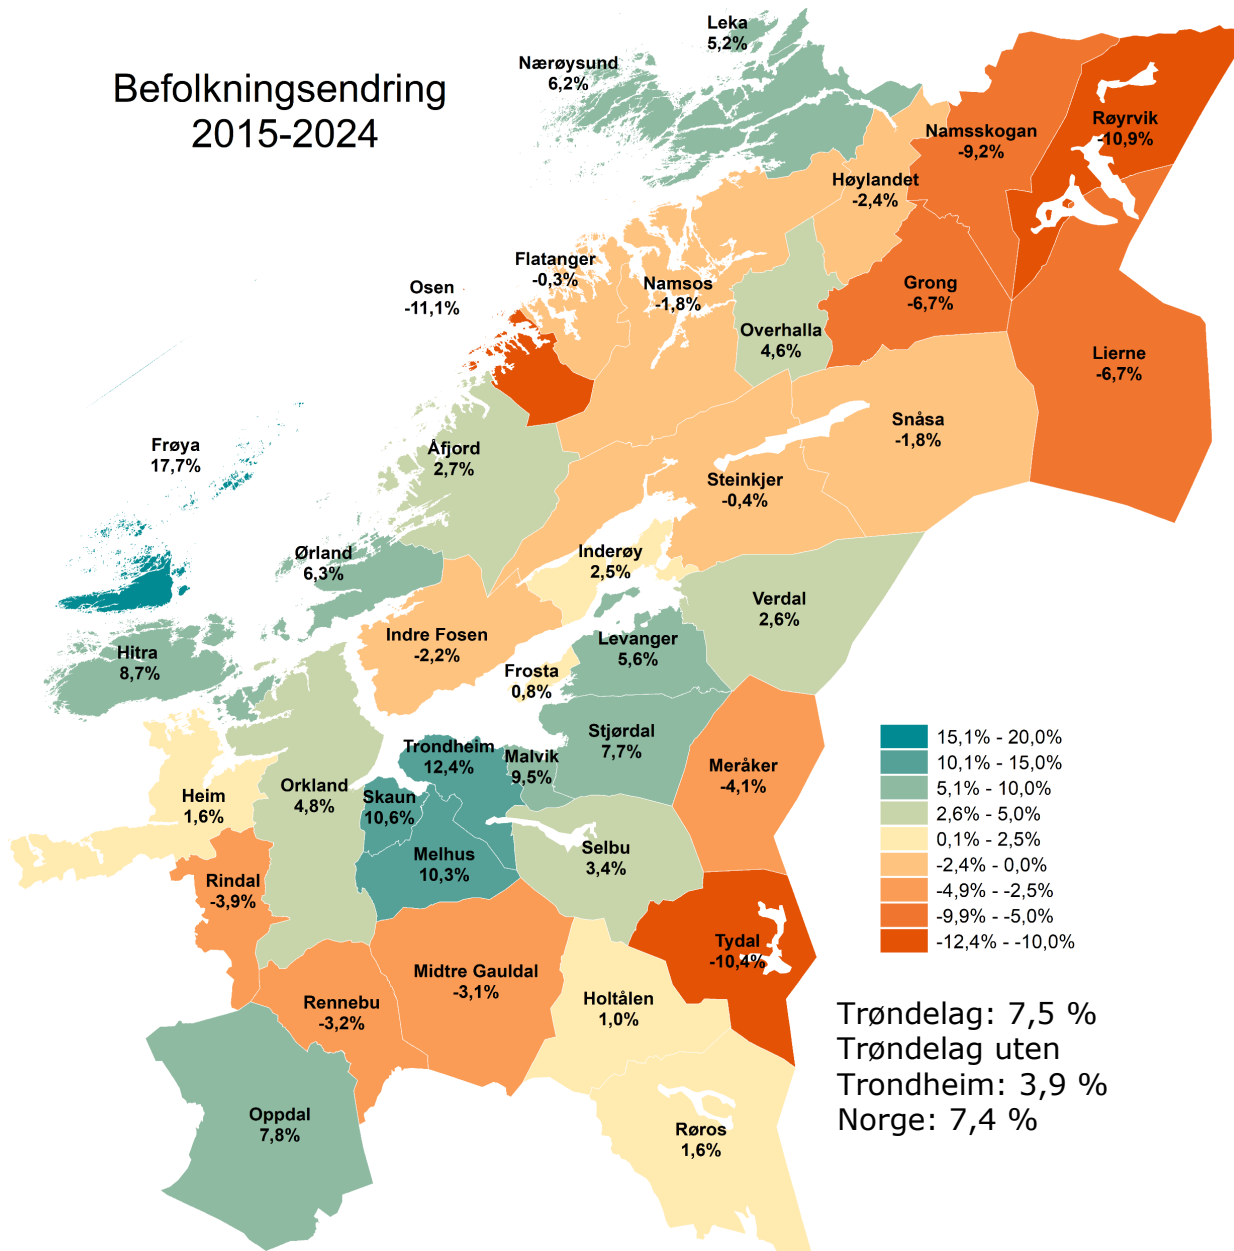 Befolkningsendring
2015-2024
Leka
5,2%
Nærøysund
6,2%
Namsskogan
-9,2%
Røyrvik
-10,9%
Høylandet
-2,4%
Flatanger
-0,3%
Osen
-11,1%
Namsos
-1,8%
Grong
-6,7%
Overhalla
4,6%
Lierne
-6,7%
Snåsa
-1,8%
Frøya
17,7%
Åfjord
2,7%
Steinkjer
-0,4%
Ørland
6,3%
Inderøy
2,5%
Verdal
2,6%
Indre Fosen
-2,2%
Levanger
5,6%
Hitra
8,7%
Frosta
0,8%
Stjørdal
7,7%
Trondheim
12,4%
Malvik
9,5%
Meråker
-4,1%
Orkland
4,8%
Skaun
10,6%
Heim
1,6%
Melhus
10,3%
Selbu
3,4%
Rindal
-3,9%
Tydal
-10,4%
Midtre Gauldal
-3,1%
Rennebu
-3,2%
Holtålen
1,0%
Oppdal
7,8%
Røros
1,6%
15,1% - 20,0%
10,1% - 15,0%
5,1% - 10,0%
2,6% - 5,0%
0,1% - 2,5%
-2,4% - 0,0%
-4,9% - -2,5%
-9,9% - -5,0%
-12,4% - -10,0%
Trøndelag: 7,5 %
Trøndelag uten
Trondheim: 3,9 %
Norge: 7,4 %